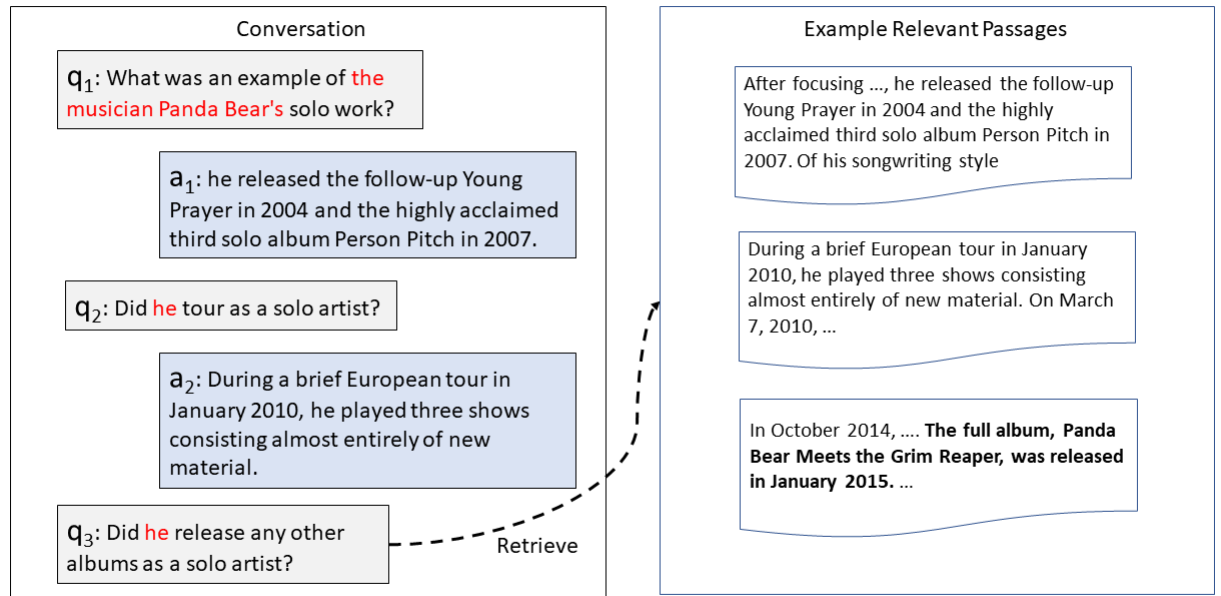 Conversation
q1: What was an example of the
musician Panda Bear's solo work?
a1: he released the follow-up Young
Prayer in 2004 and the highly acclaimed
third solo album Person Pitch in 2007.
q2: Did he tour as a solo artist?
a2: During a brief European tour in
January 2010, he played three shows
consisting almost entirely of new
material.
q3: Did he release any other
albums as a solo artist?
Retrieve
Example Relevant Passages
After focusing ..., he released the follow-up
Young Prayer in 2004 and the highly
acclaimed third solo album Person Pitch in
2007. Of his songwriting style
During a brief European tour in January
2010, he played three shows consisting
almost entirely of new material. On March
7, 2010, ...
In October 2014, .... The full album, Panda
Bear Meets the Grim Reaper, was released
in January 2015. ...